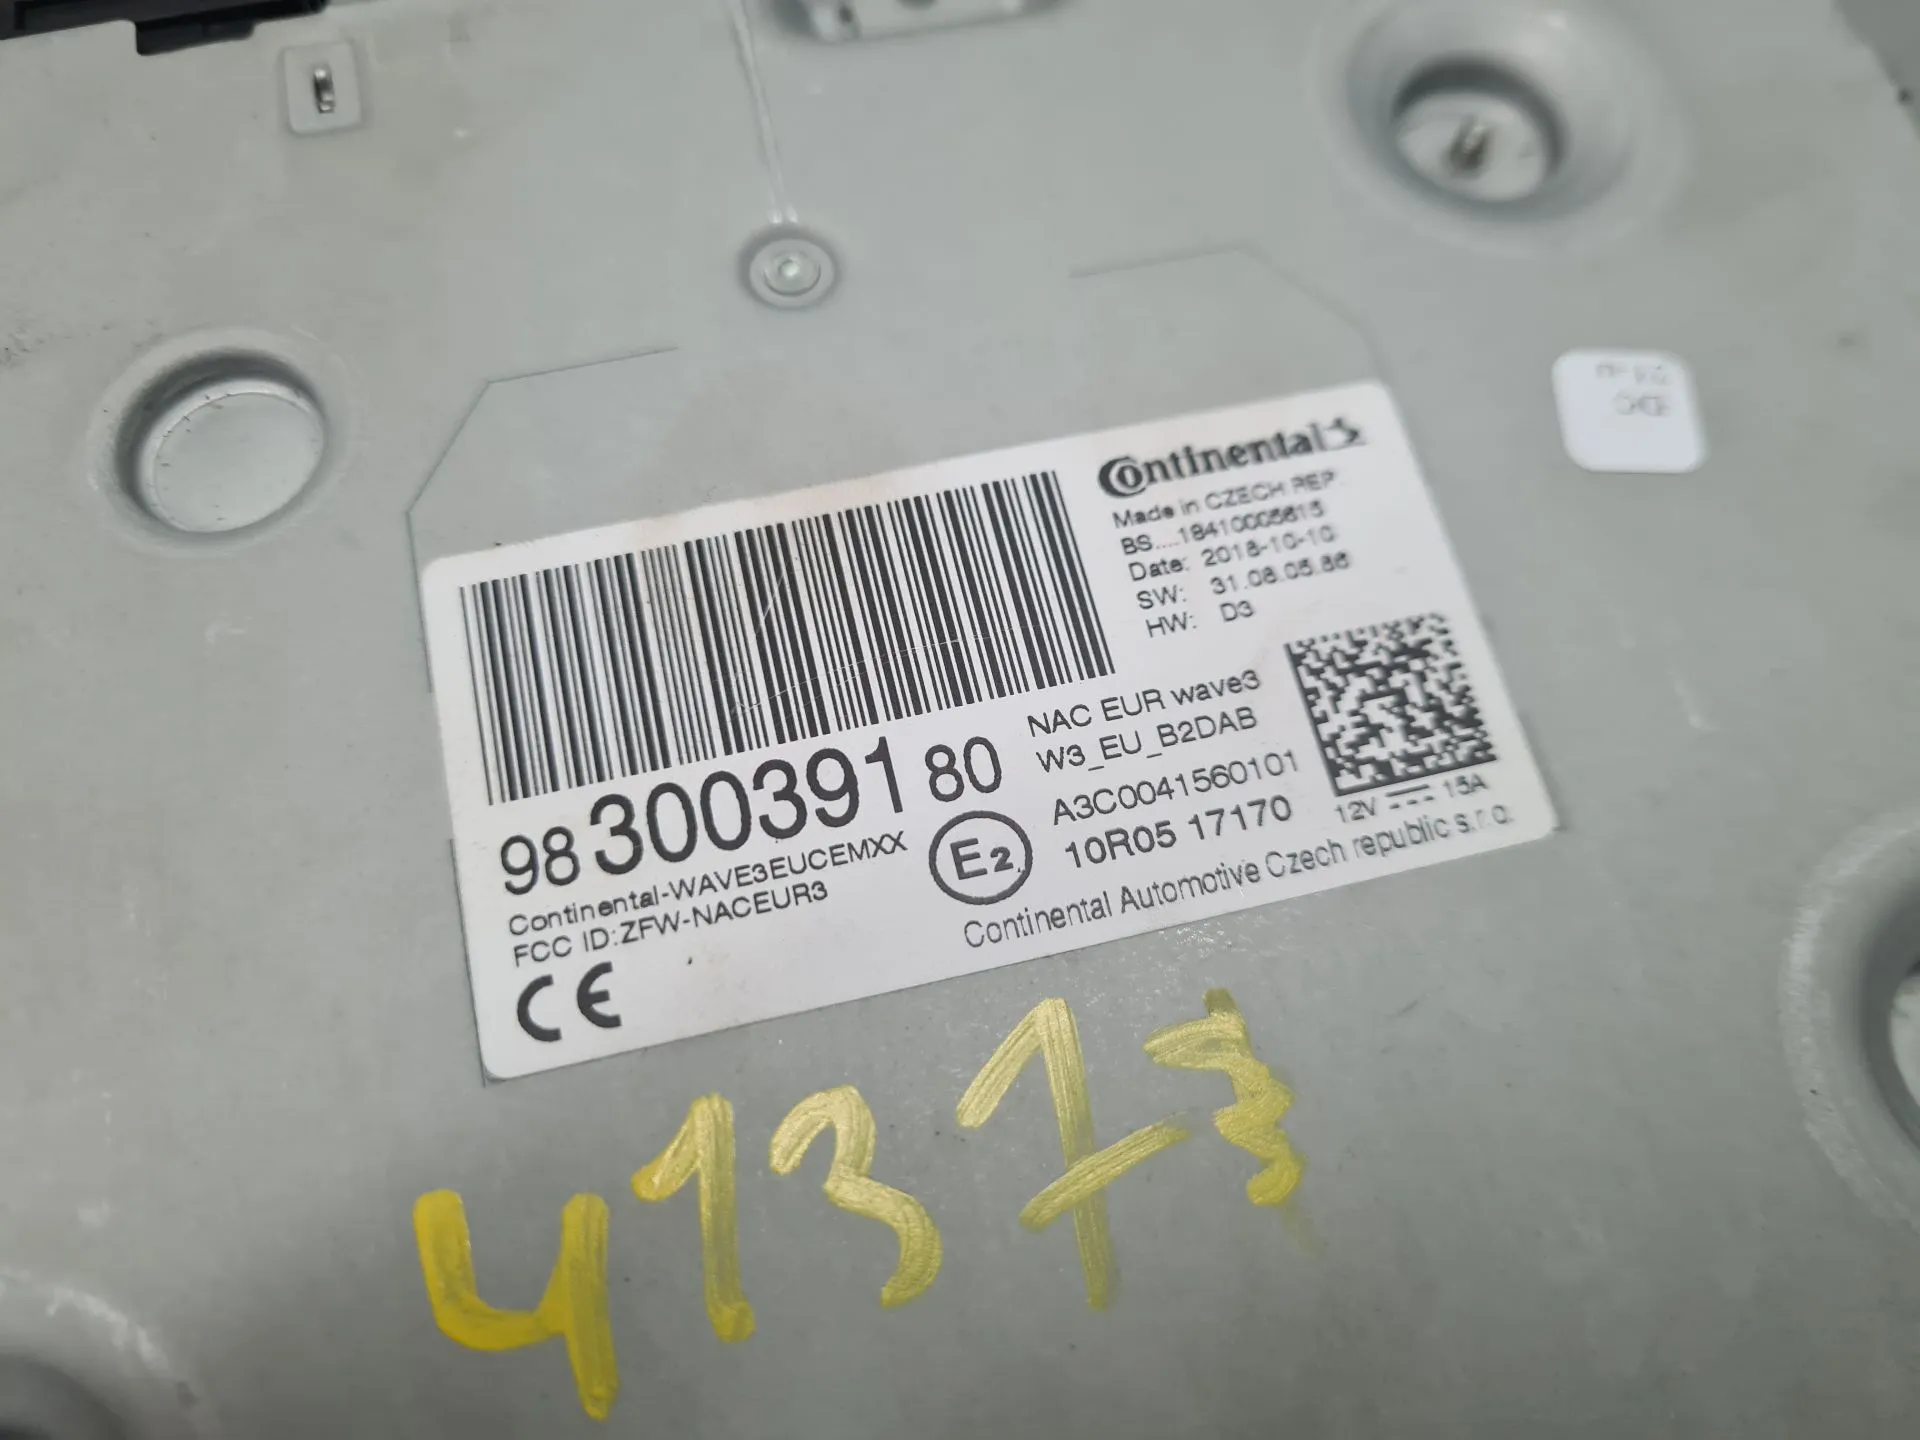 Continental
Made in CZECH REP.
BS....18410005615
Date: 2018-10-10
SW: 31.08.05.86
HW: D3
NAC EUR wave3
W3_EU_B2DAB
98 300391 80
A3C0041560101
12V 15A
Continental-WAVE3EUCEMXX
E2
10R05 17170
FCC ID:ZFW-NACEUR3
Continental Automotive Czech republic s.r.o.
CE
4137